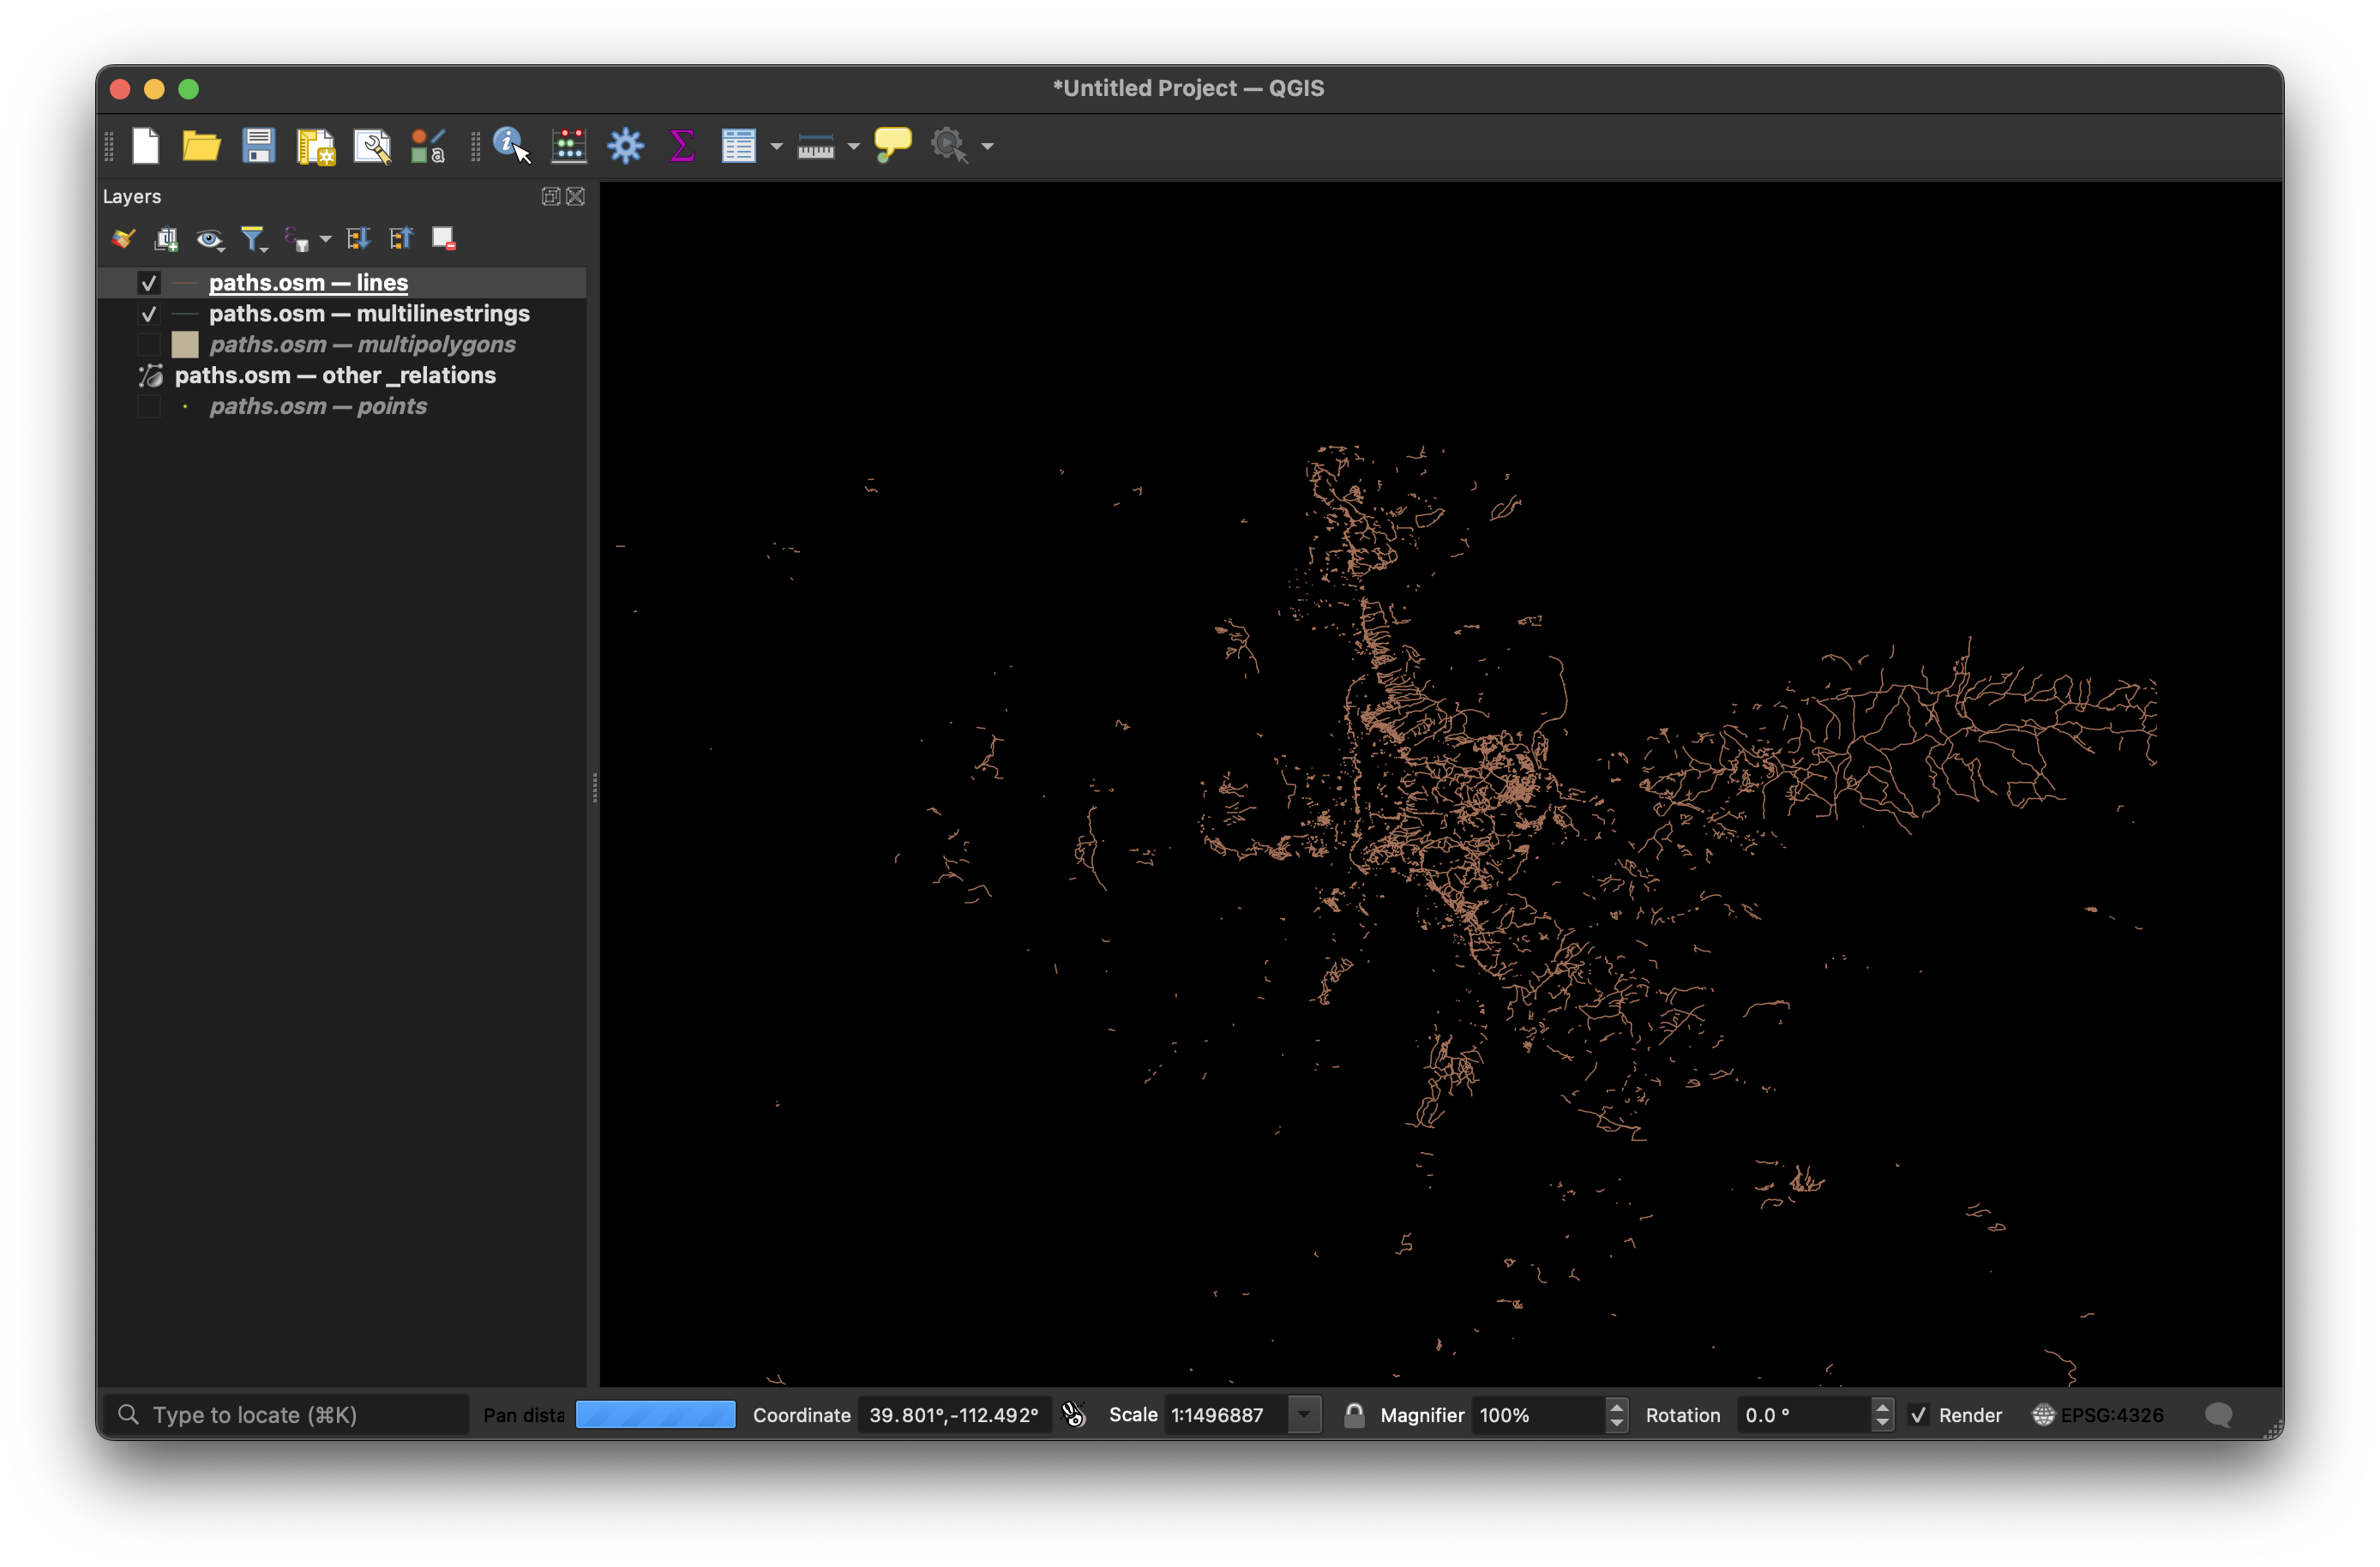 *Untitled Project — QGIS
Layers
paths.osm — lines
paths.osm — multilinestrings
paths.osm — multipolygons
paths.osm — other_relations
paths.osm — points
Type to locate (⌘K)
Pan dista
Coordinate 39.801°,-112.492°
Scale 1:1496887
Magnifier 100%
Rotation 0.0 °
Render
EPSG:4326